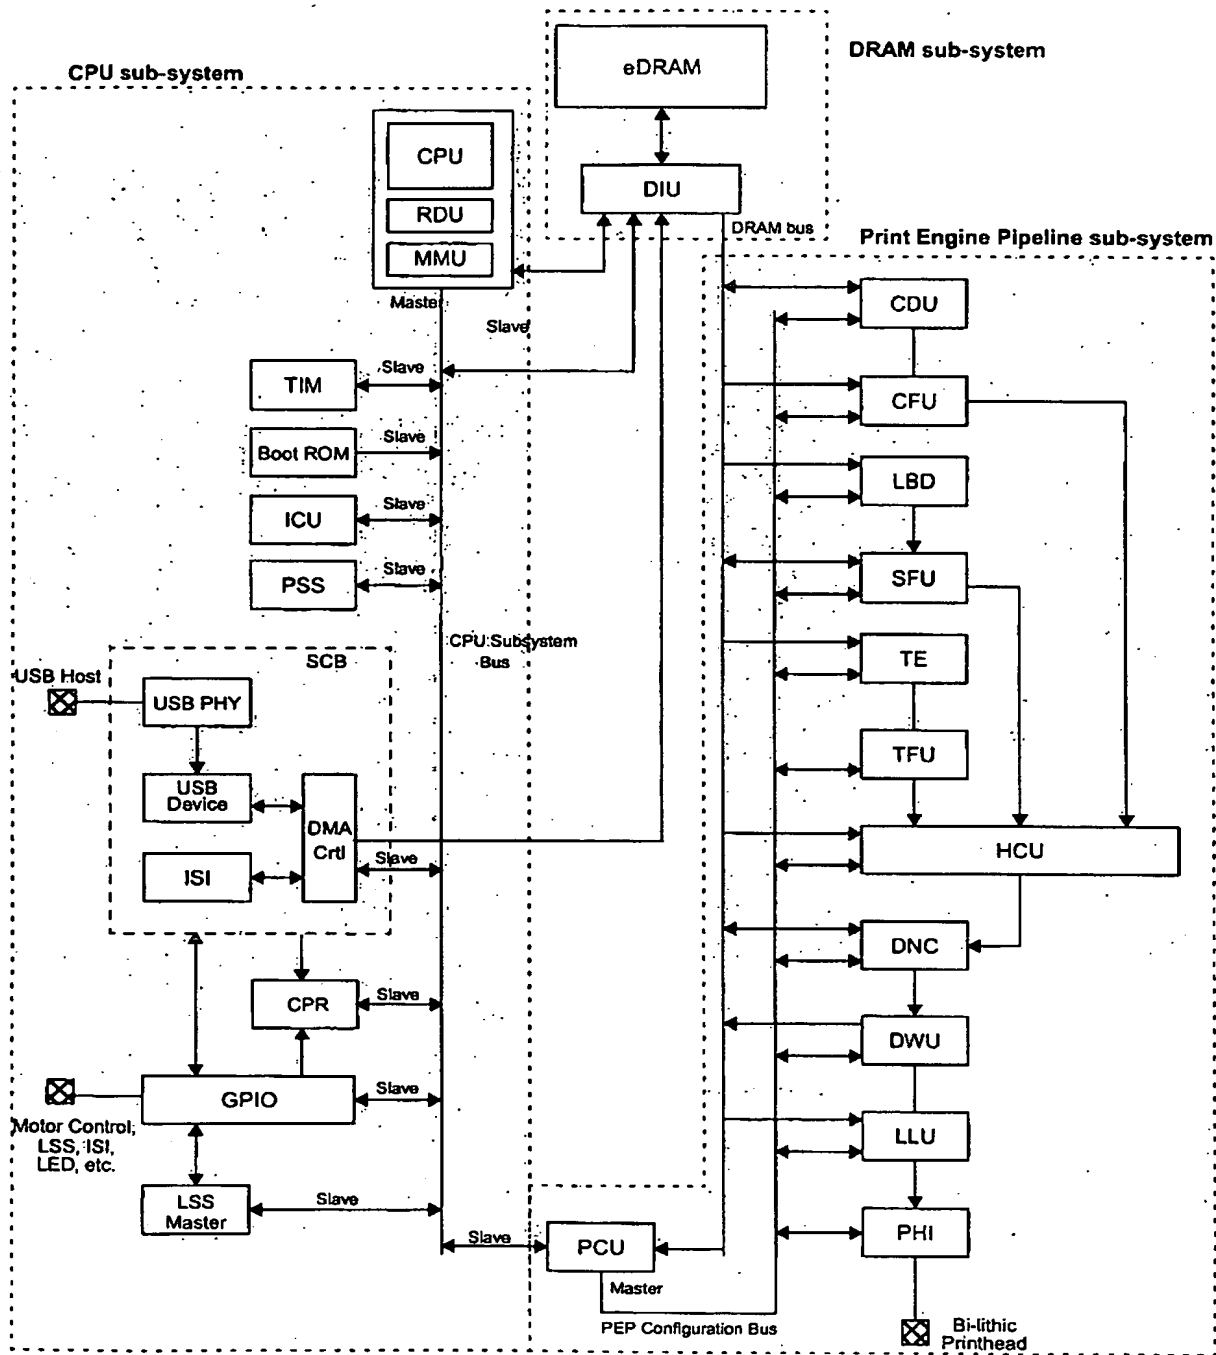 DRAM sub-system
CPU sub-system
eDRAM
CPU
RDU
MMU
DIU
DRAM bus
Print Engine Pipeline sub-system
Master
Slave
CDU
TIM
Slave
CFU
Boot ROM
Slave
LBD
ICU
Slave
PSS
Slave
SFU
CPU Subsystem
Bus
SCB
TE
USB Host
USB PHY
TFU
USB
Device
DMA
Crtl
Slave
ISI
HCU
DNC
CPR
Slave
DWU
GPIO
Slave
Motor Control,
LSS, ISI,
LED, etc.
LLU
LSS
Master
Slave
PHI
Slave
PCU
Master
PEP Configuration Bus
Bi-lithic
Printhead